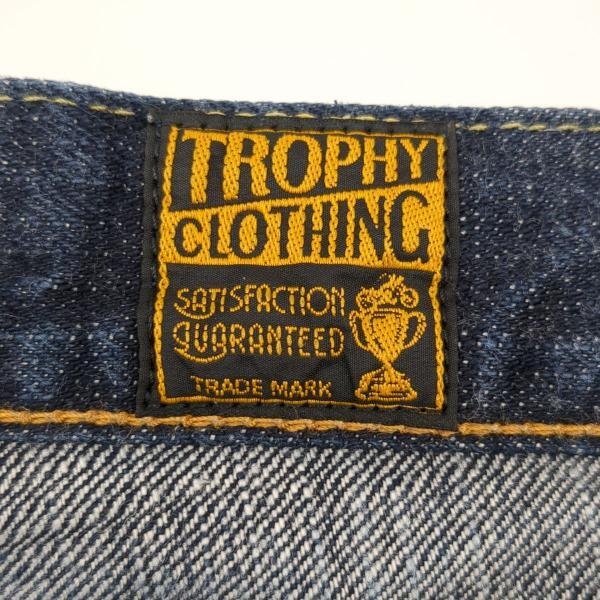 TROPHY
CLOTHING
SATISFACTION
GUARANTEED
TRADE MARK